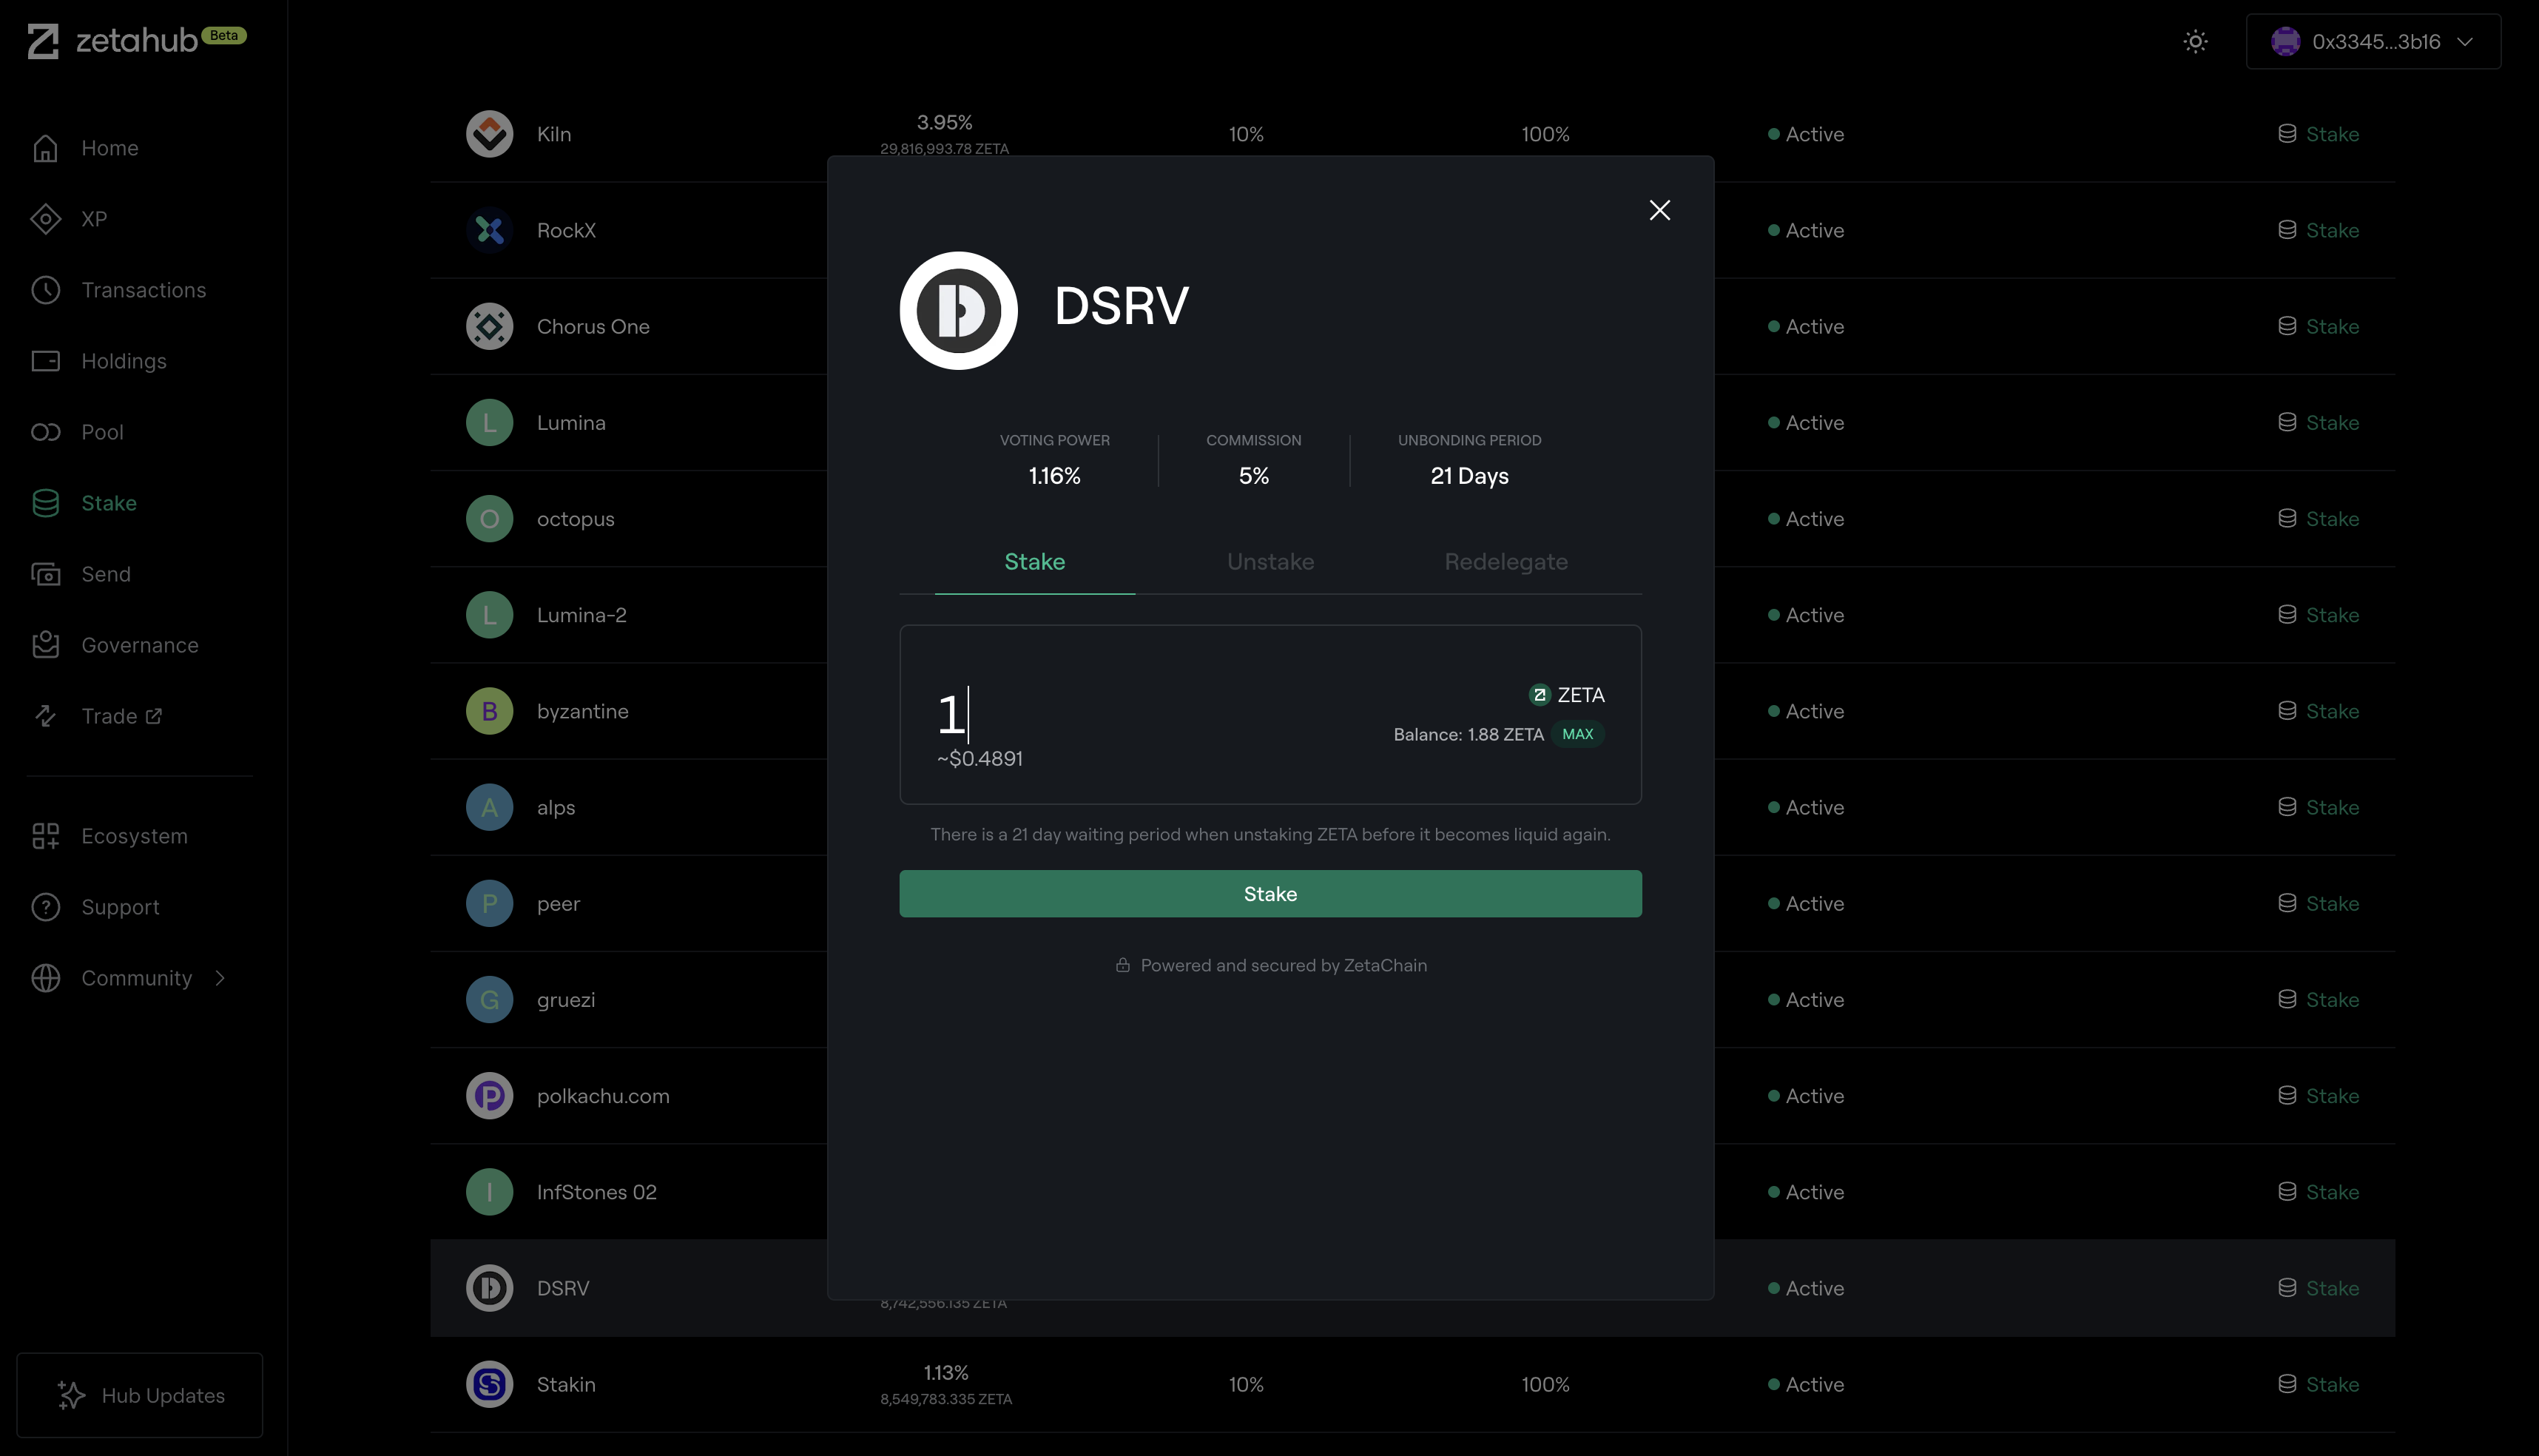 zetahub Beta
0x3345...3b16
Home
XP
Transactions
Holdings
Pool
Stake
Send
Governance
Trade
Ecosystem
Support
Community
Hub Updates
Kiln 3.95% 10% 100% Active Stake
29,816,993.78 ZETA
RockX Active Stake
Chorus One Active Stake
L Lumina Active Stake
O octopus Active Stake
L Lumina-2 Active Stake
B byzantine Active Stake
A alps Active Stake
P peer Active Stake
G gruezi Active Stake
polkachu.com Active Stake
I InfStones 02 Active Stake
DSRV Active Stake
8,742,556.135 ZETA
Stakin 1.13% 10% 100% Active Stake
8,549,783.335 ZETA
DSRV
VOTING POWER COMMISSION UNBONDING PERIOD
1.16% 5% 21 Days
Stake Unstake Redelegate
1 ZETA
Balance: 1.88 ZETA MAX
~$0.4891
There is a 21 day waiting period when unstaking ZETA before it becomes liquid again.
Stake
Powered and secured by ZetaChain